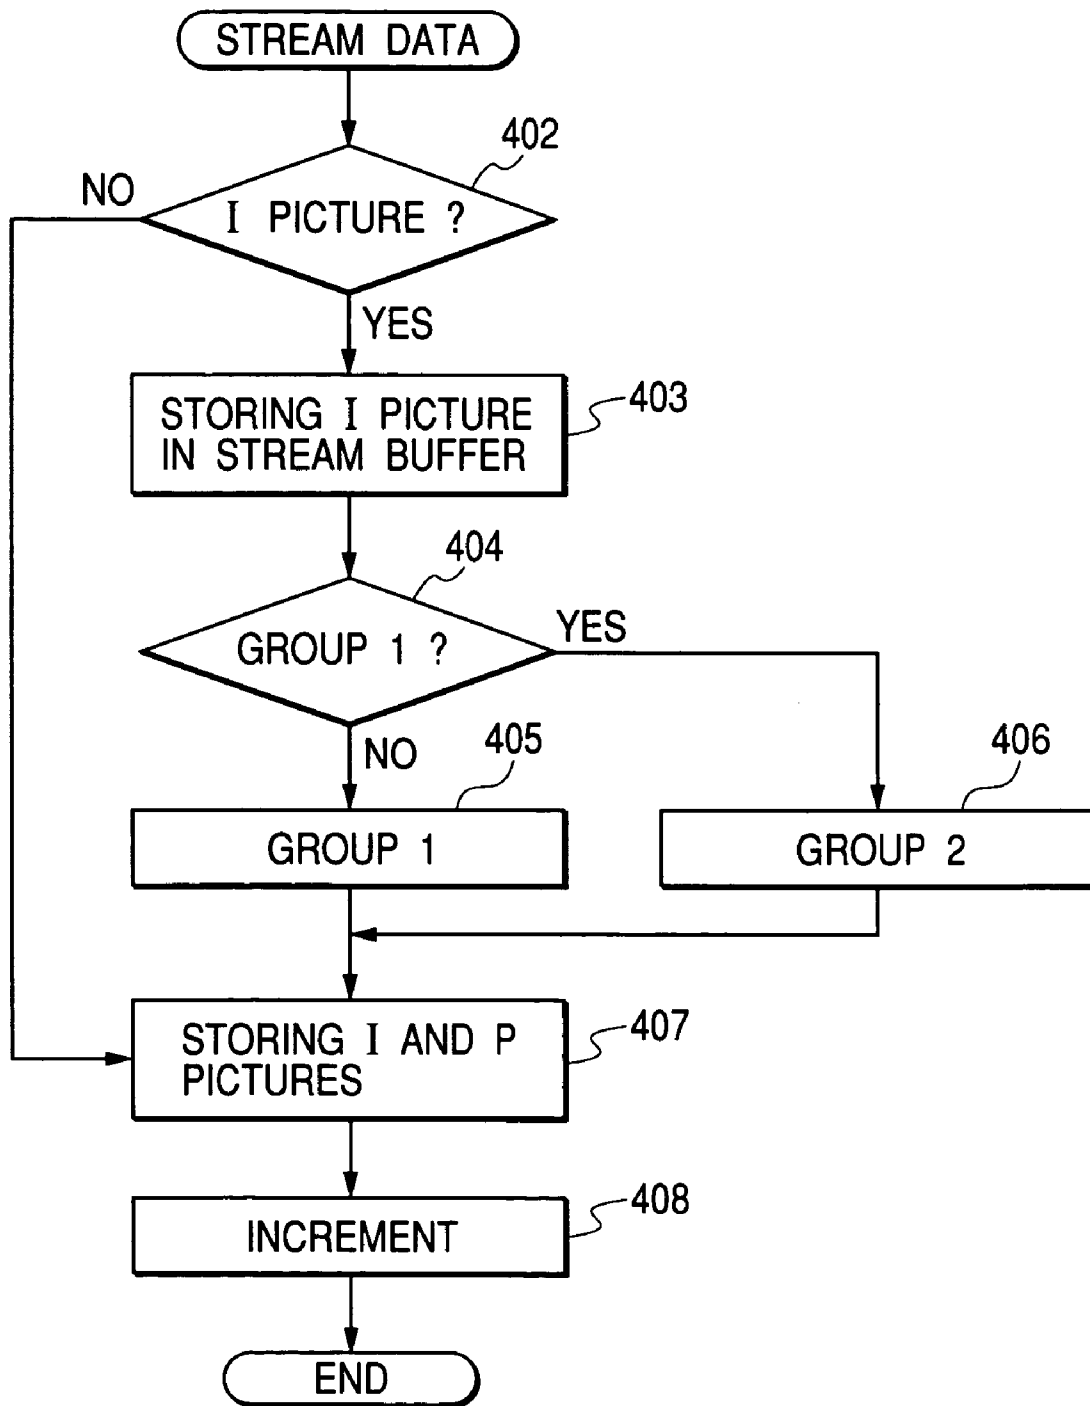 STREAM DATA
402
NO
I PICTURE ?
YES
STORING I PICTURE
IN STREAM BUFFER
403
404
GROUP 1 ?
YES
NO
405
406
GROUP 1
GROUP 2
STORING I AND P
PICTURES
407
INCREMENT
408
END